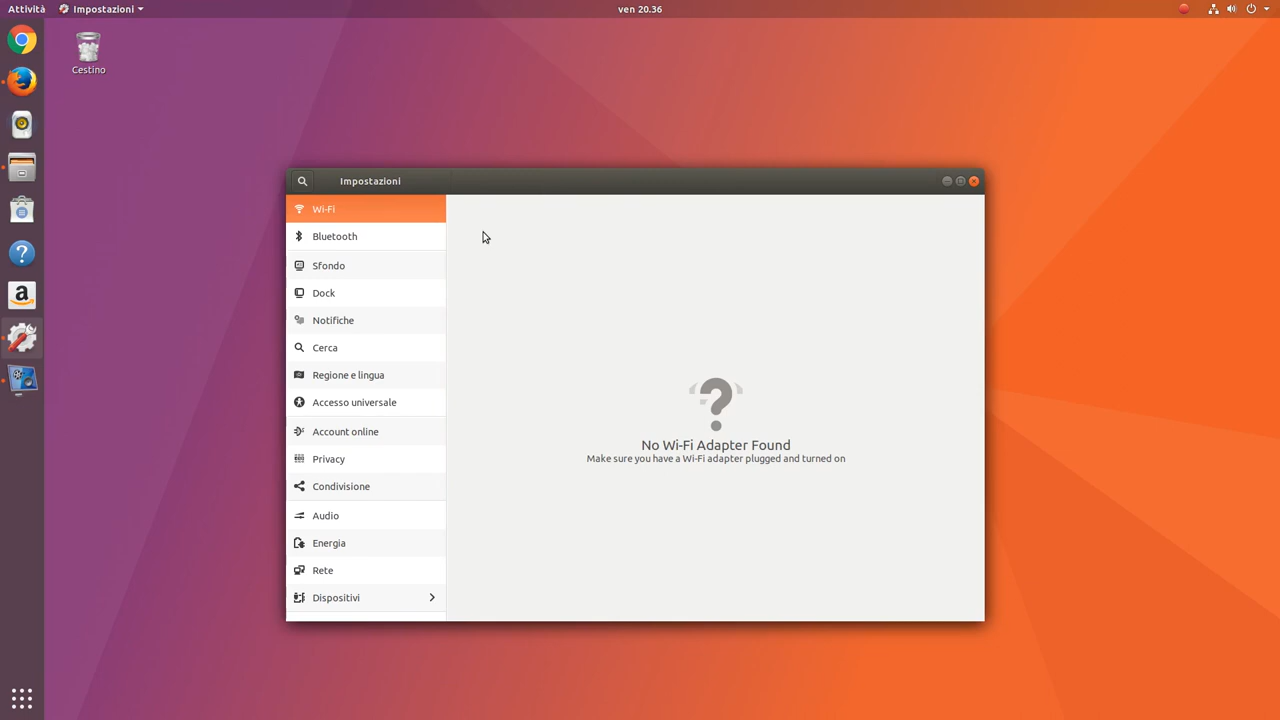 Attività Impostazioni ven 20.36
Cestino
Impostazioni
Wi-Fi
Bluetooth
Sfondo
Dock
Notifiche
Cerca
Regione e lingua
Accesso universale
Account online
Privacy
Condivisione
Audio
Energia
Rete
Dispositivi
No Wi-Fi Adapter Found
Make sure you have a Wi-Fi adapter plugged and turned on